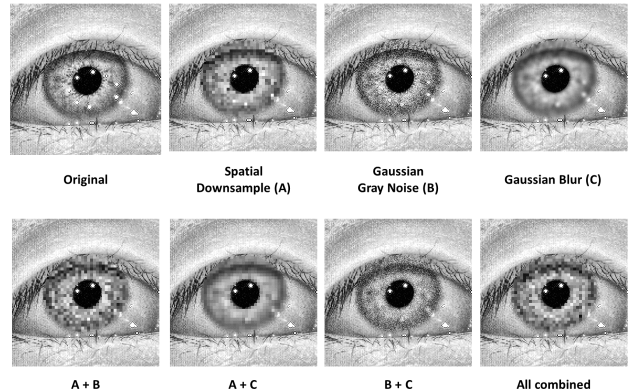 Original
Spatial
Downsample (A)
Gaussian
Gray Noise (B)
Gaussian Blur (C)
A + B
A + C
B + C
All combined